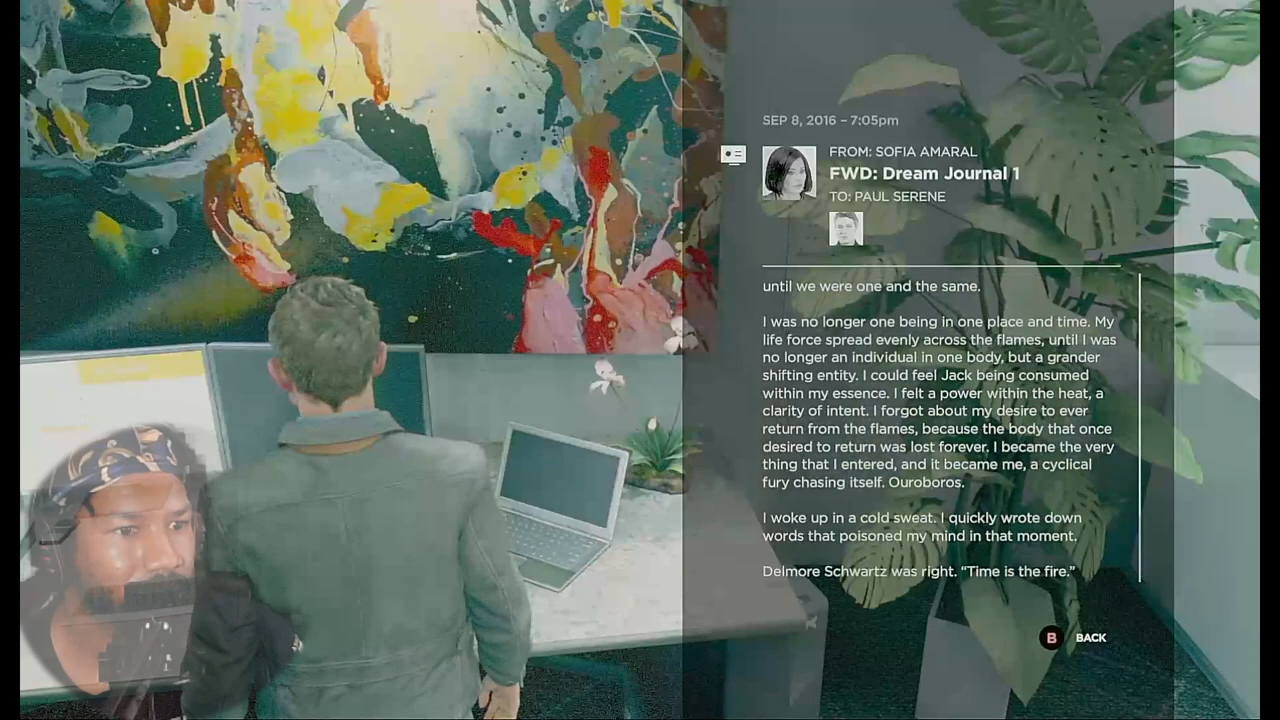 SEP 8, 2016 – 7:05pm
FROM: SOFIA AMARAL
FWD: Dream Journal 1
TO: PAUL SERENE
until we were one and the same.
I was no longer one being in one place and time. My
life force spread evenly across the flames, until I was
no longer an individual in one body, but a grander
shifting entity. I could feel Jack being consumed
within my essence. I felt a power within the heat, a
clarity of intent. I forgot about my desire to ever
return from the flames, because the body that once
desired to return was lost forever. I became the very
thing that I entered, and it became me, a cyclical
fury chasing itself. Ouroboros.
I woke up in a cold sweat. I quickly wrote down
words that poisoned my mind in that moment.
Delmore Schwartz was right. “Time is the fire.”
B BACK